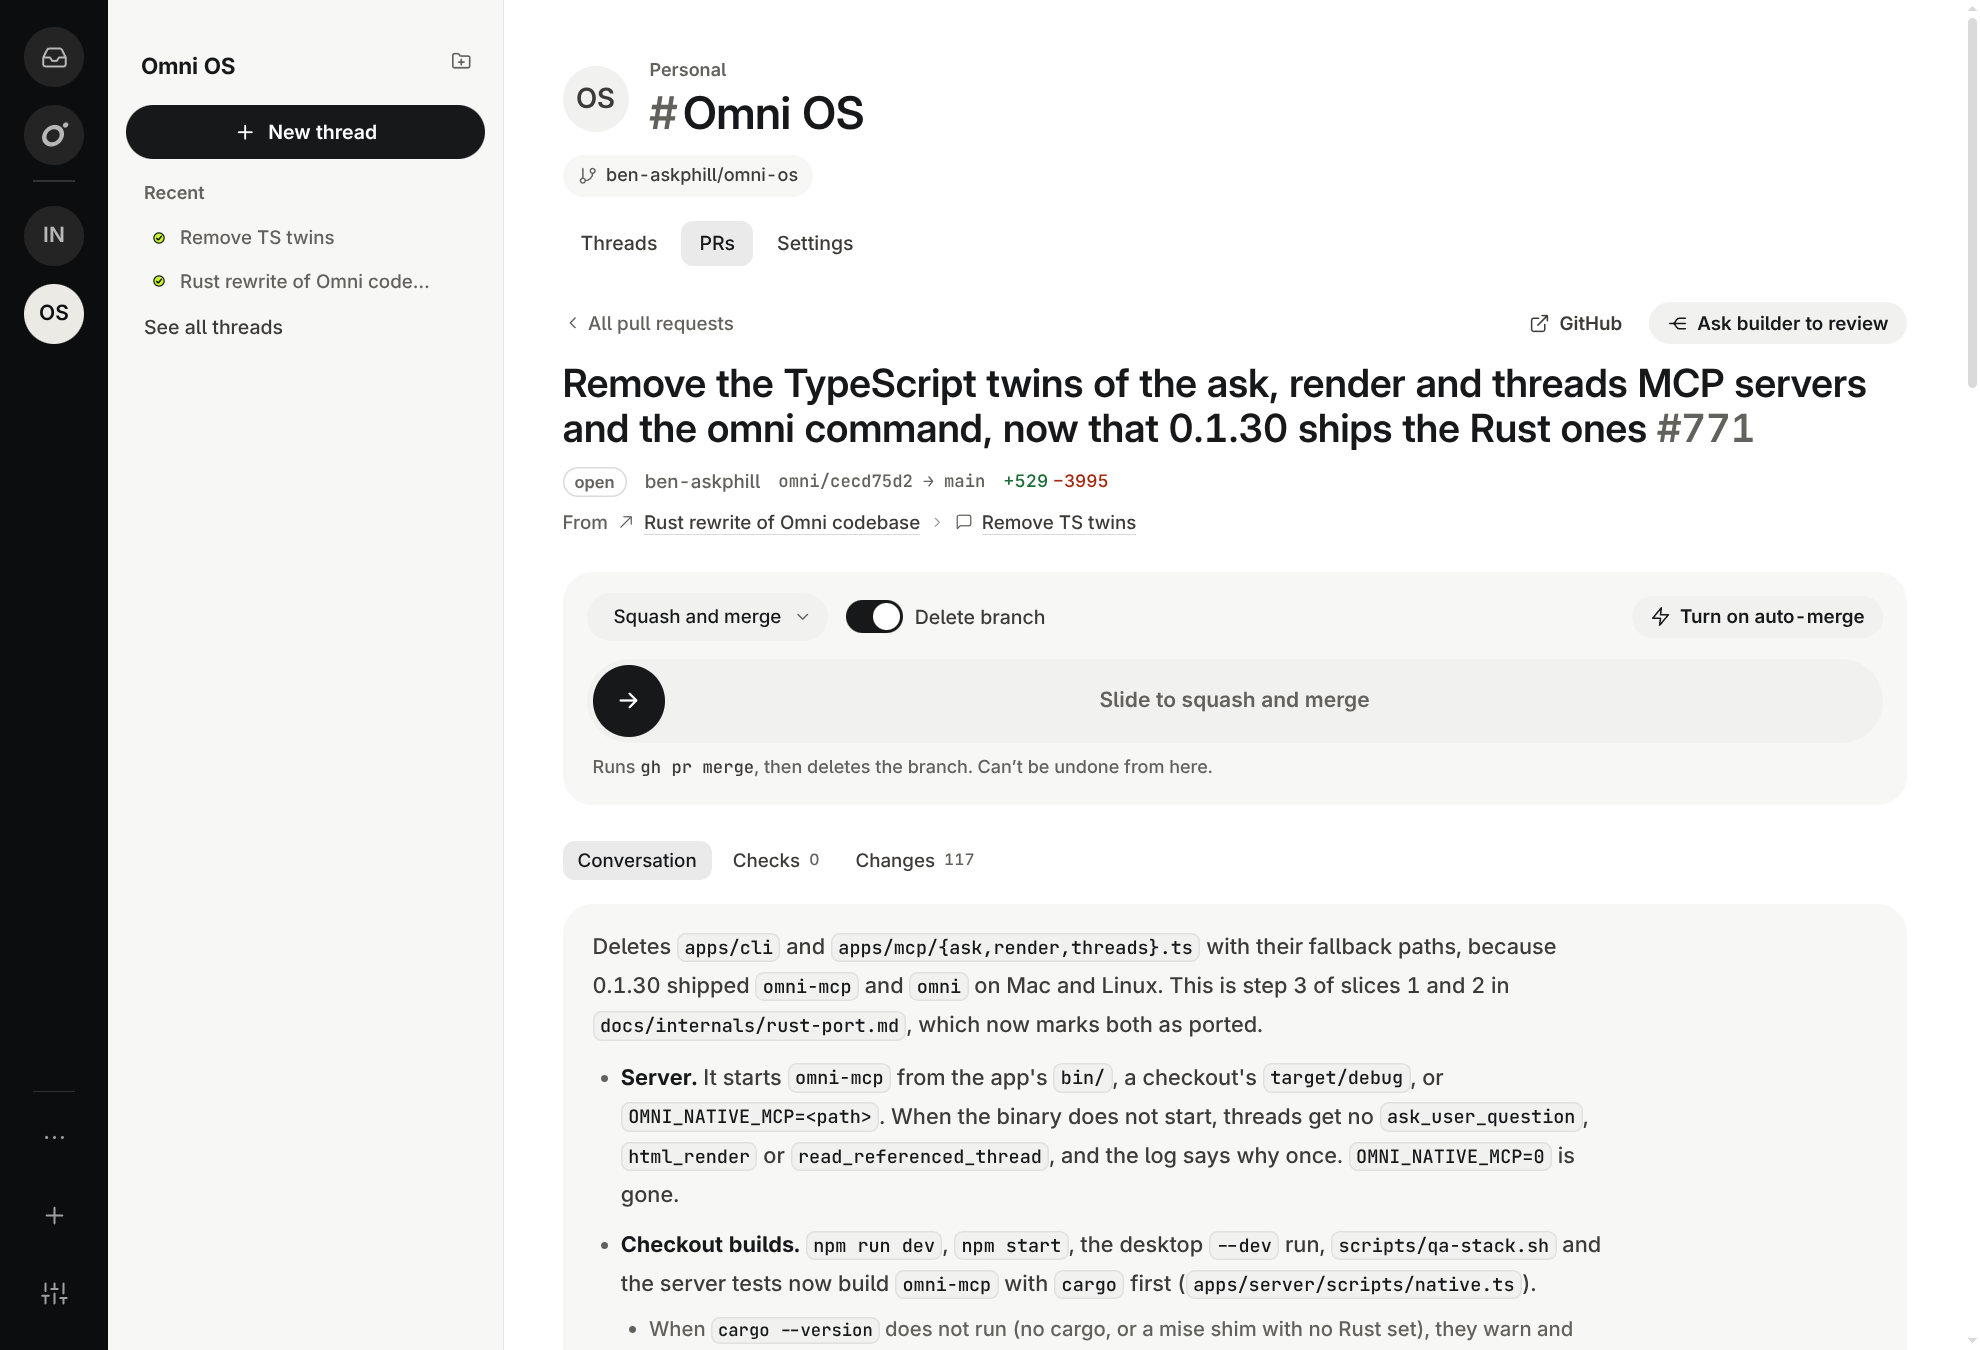 Omni OS
New thread
Recent
Remove TS twins
Rust rewrite of Omni code...
See all threads
IN
OS
OS
Personal
#Omni OS
ben-askphill/omni-os
Threads
PRs
Settings
All pull requests
GitHub
Ask builder to review
Remove the TypeScript twins of the ask, render and threads MCP servers
and the omni command, now that 0.1.30 ships the Rust ones #771
open ben-askphill omni/cecd75d2 → main +529 −3995
From ↗ Rust rewrite of Omni codebase > Remove TS twins
Squash and merge
Delete branch
Turn on auto-merge
Slide to squash and merge
Runs gh pr merge, then deletes the branch. Can’t be undone from here.
Conversation
Checks 0
Changes 117
Deletes apps/cli and apps/mcp/{ask,render,threads}.ts with their fallback paths, because
0.1.30 shipped omni-mcp and omni on Mac and Linux. This is step 3 of slices 1 and 2 in
docs/internals/rust-port.md, which now marks both as ported.
• Server. It starts omni-mcp from the app's bin/, a checkout's target/debug, or
OMNI_NATIVE_MCP=<path>. When the binary does not start, threads get no ask_user_question,
html_render or read_referenced_thread, and the log says why once. OMNI_NATIVE_MCP=0 is
gone.
• Checkout builds. npm run dev, npm start, the desktop --dev run, scripts/qa-stack.sh and
the server tests now build omni-mcp with cargo first (apps/server/scripts/native.ts).
• When cargo --version does not run (no cargo, or a mise shim with no Rust set), they warn and